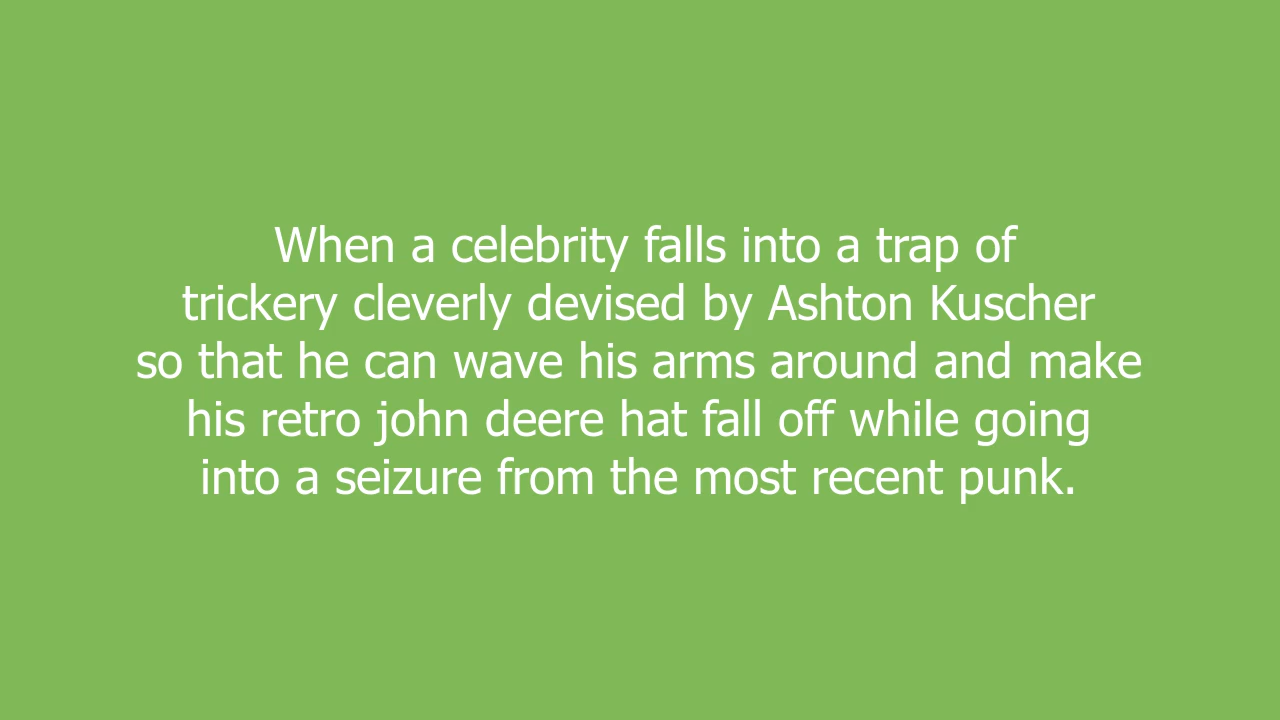 When a celebrity falls into a trap of
trickery cleverly devised by Ashton Kuscher
so that he can wave his arms around and make
his retro john deere hat fall off while going
into a seizure from the most recent punk.